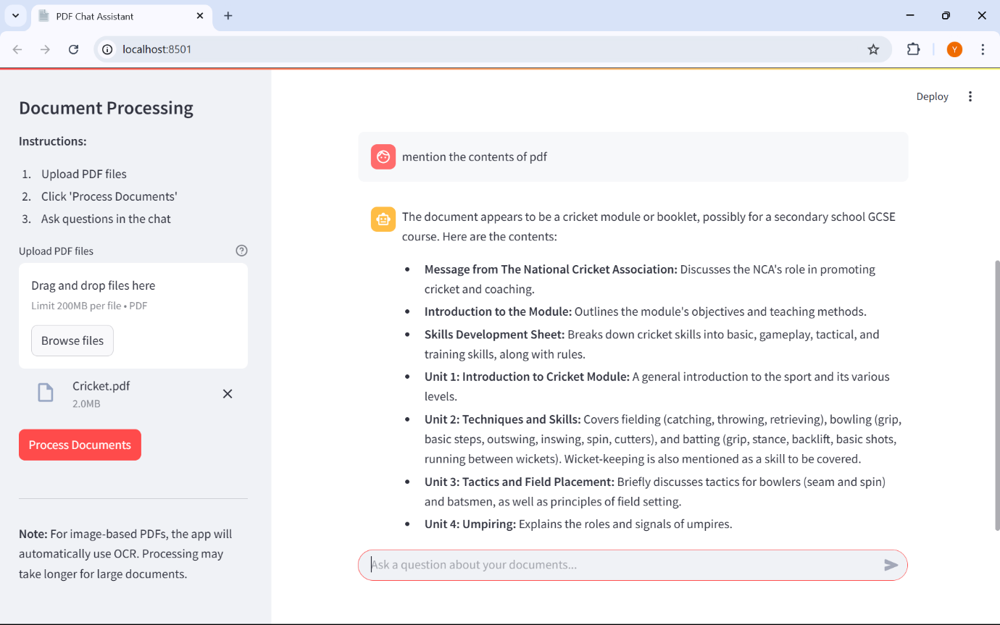 PDF Chat Assistant
localhost:8501
Y
Deploy
Document Processing
Instructions:
1. Upload PDF files
2. Click 'Process Documents'
3. Ask questions in the chat
Upload PDF files
Drag and drop files here
Limit 200MB per file • PDF
Browse files
Cricket.pdf
2.0MB
Process Documents
Note: For image-based PDFs, the app will
automatically use OCR. Processing may
take longer for large documents.
mention the contents of pdf
The document appears to be a cricket module or booklet, possibly for a secondary school GCSE
course. Here are the contents:
• Message from The National Cricket Association: Discusses the NCA's role in promoting
cricket and coaching.
• Introduction to the Module: Outlines the module's objectives and teaching methods.
• Skills Development Sheet: Breaks down cricket skills into basic, gameplay, tactical, and
training skills, along with rules.
• Unit 1: Introduction to Cricket Module: A general introduction to the sport and its various
levels.
• Unit 2: Techniques and Skills: Covers fielding (catching, throwing, retrieving), bowling (grip,
basic steps, outswing, inswing, spin, cutters), and batting (grip, stance, backlift, basic shots,
running between wickets). Wicket-keeping is also mentioned as a skill to be covered.
• Unit 3: Tactics and Field Placement: Briefly discusses tactics for bowlers (seam and spin)
and batsmen, as well as principles of field setting.
• Unit 4: Umpiring: Explains the roles and signals of umpires.
Ask a question about your documents...